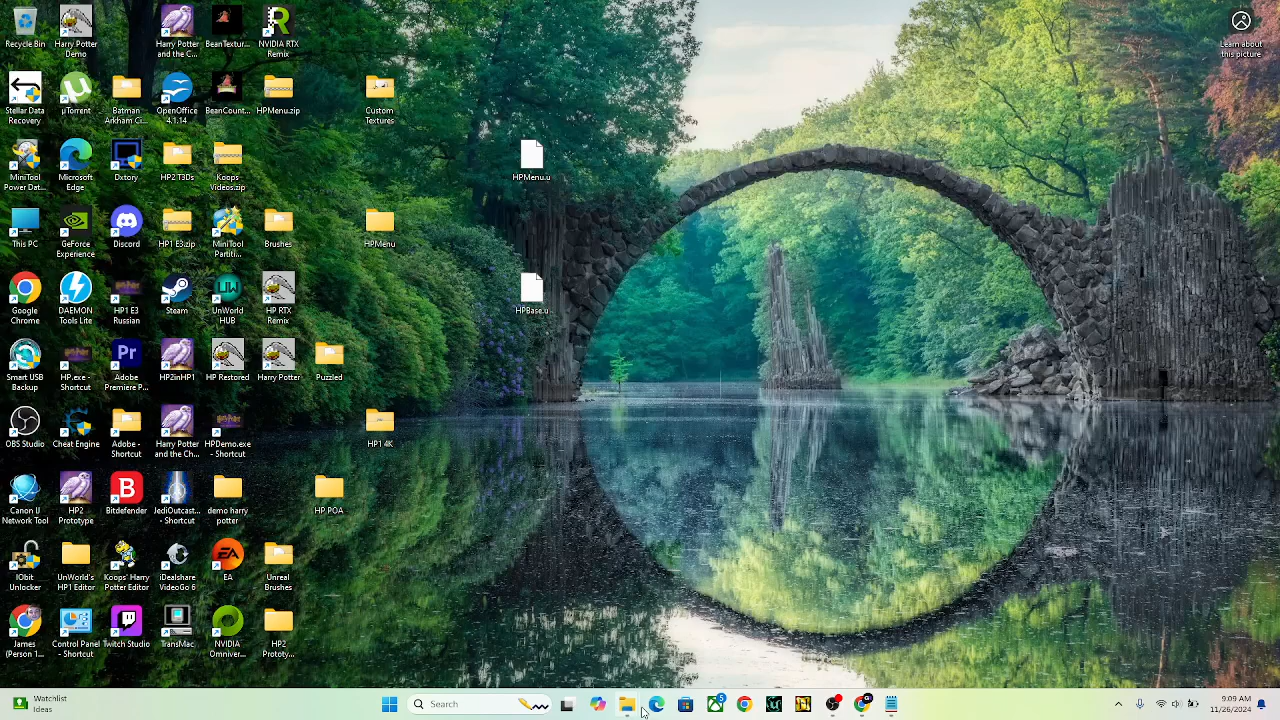 Recycle Bin
Harry Potter
Demo
Harry Potter
and the C...
BeanTextur...
NVIDIA RTX
Remix
Learn about
this picture
Stellar Data
Recovery
µTorrent
Batman
Arkham Ci...
OpenOffice
4.1.14
BeanCount...
HPMenu.zip
Custom
Textures
MiniTool
Power Dat...
Microsoft
Edge
Dxtory
HP2 T3Ds
Koops
Videos.zip
HPMenu.u
This PC
GeForce
Experience
Discord
HP1 E3.zip
MiniTool
Partiti...
Brushes
HPMenu
Google
Chrome
DAEMON
Tools Lite
HP1 E3
Russian
Steam
UnWorld
HUB
HP RTX
Remix
HPBase.u
Smart USB
Backup
HP.exe -
Shortcut
Adobe
Premiere P...
HP2inHP1
HP Restored
Harry Potter
Puzzled
OBS Studio
Cheat Engine
Adobe -
Shortcut
Harry Potter
and the Ch...
HPDemo.exe
- Shortcut
HP1 4K
Canon IJ
Network Tool
HP2
Prototype
Bitdefender
JediOutcast...
- Shortcut
demo harry
potter
HP POA
IObit
Unlocker
UnWorld's
HP1 Editor
Koops' Harry
Potter Editor
iDealshare
VideoGo 6
EA
Unreal
Brushes
James
(Person 1...
Control Panel
- Shortcut
Twitch Studio
TransMac
NVIDIA
Omniver...
HP2
Prototy...
Watchlist
Ideas
Search
5
9:09 AM
11/26/2024